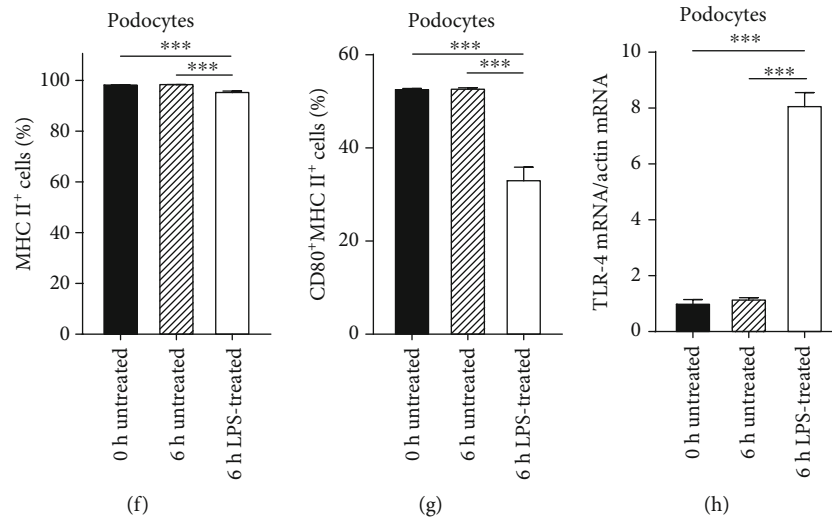 Podocytes
***
***
100
80
60
40
20
0
MHC II⁺ cells (%)
0 h untreated
6 h untreated
6 h LPS-treated
(f)
Podocytes
***
***
60
40
20
0
CD80⁺MHC II⁺ cells (%)
0 h untreated
6 h untreated
6 h LPS-treated
(g)
Podocytes
***
***
10
8
6
4
2
0
TLR-4 mRNA/actin mRNA
0 h untreated
6 h untreated
6 h LPS-treated
(h)